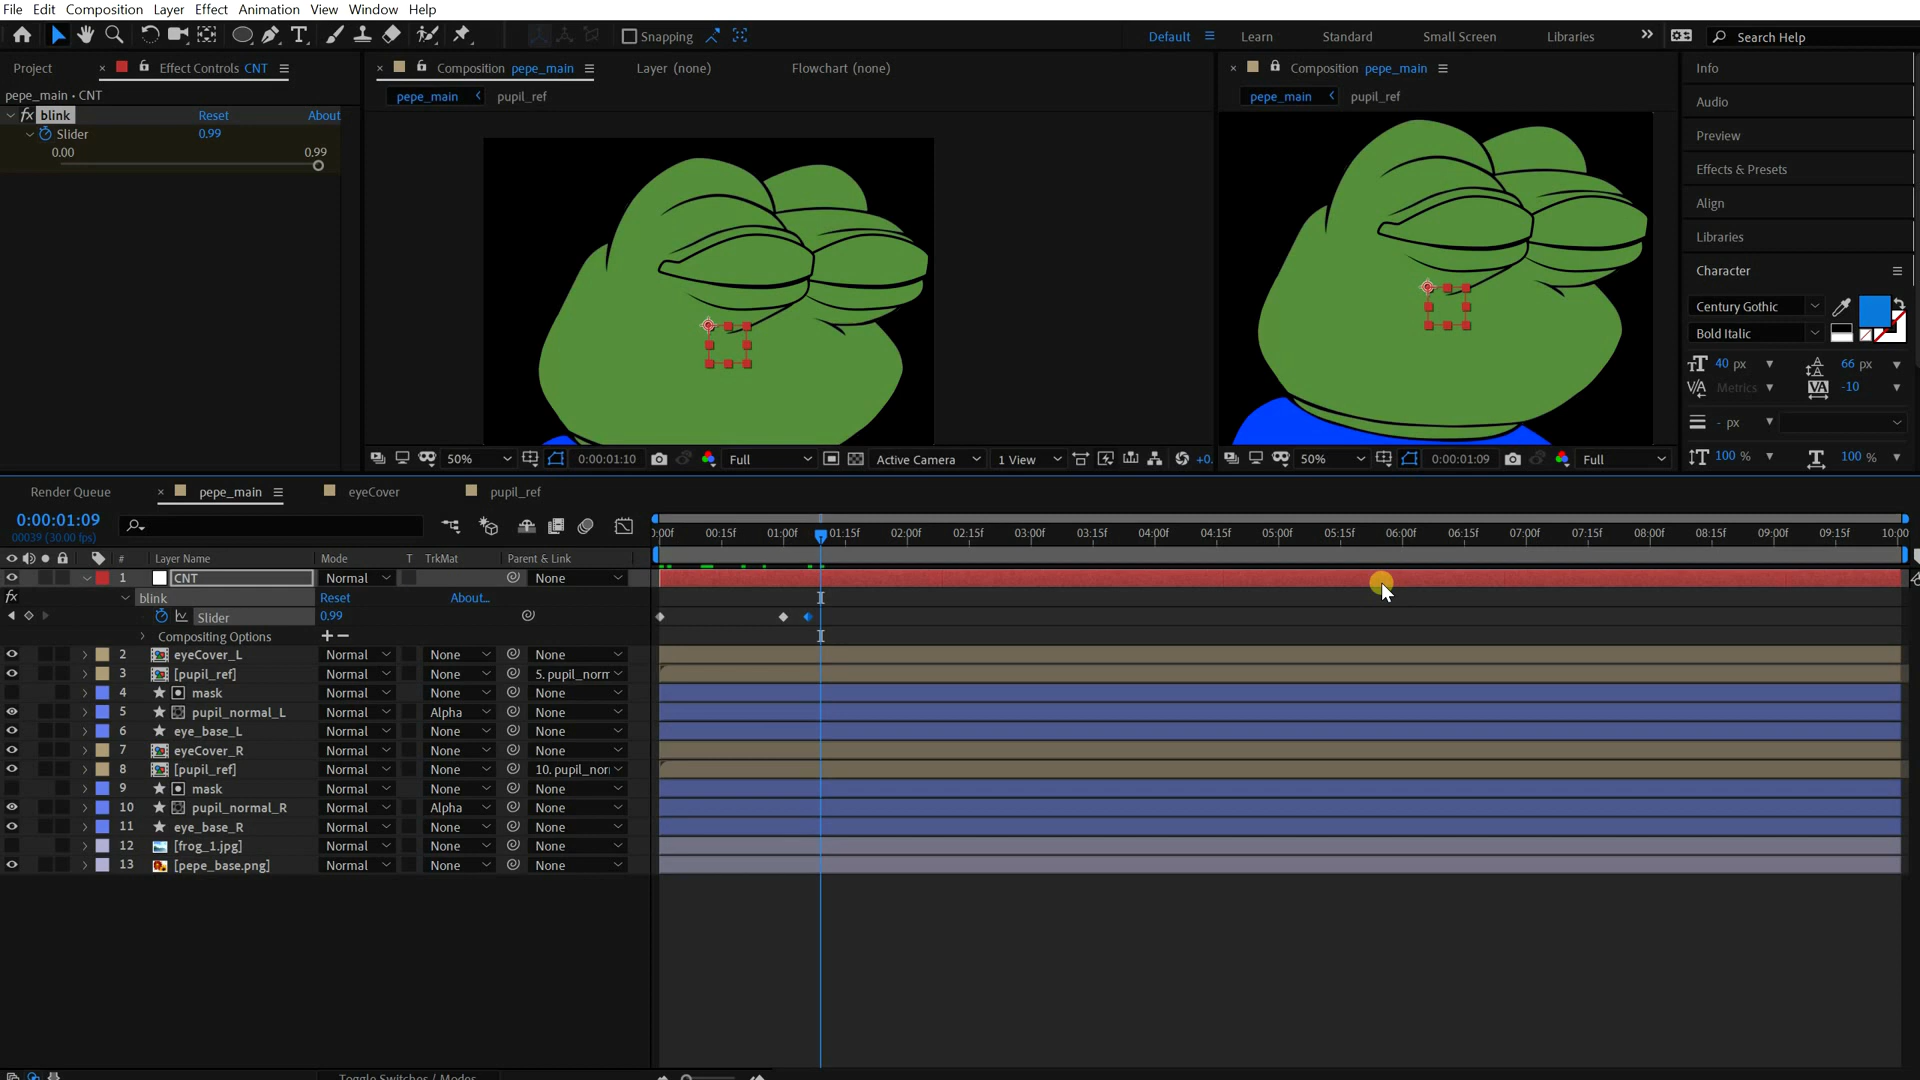 File Edit Composition Layer Effect Animation View Window Help
Snapping
Default Learn Standard Small Screen Libraries Search Help
Project Effect Controls CNT
Composition pepe_main Layer (none) Flowchart (none)
Composition pepe_main
Info
pepe_main • CNT
pepe_main pupil_ref
pepe_main pupil_ref
Audio
fx blink Reset About
Slider 0.99
0.00 0.99
Preview
Effects & Presets
Align
Libraries
Character
Century Gothic
Bold Italic
40 px 66 px
Metrics -10
- px
100 % 100 %
50% 0:00:01:10 Full Active Camera 1 View +0.
50% 0:00:01:09 Full
Render Queue pepe_main eyeCover pupil_ref
0:00:01:09
00039 (30.00 fps)
0:00f 00:15f 01:00f 01:15f 02:00f 02:15f 03:00f 03:15f 04:00f 04:15f 05:00f 05:15f 06:00f 06:15f 07:00f 07:15f 08:00f 08:15f 09:00f 09:15f 10:00
# Layer Name Mode T TrkMat Parent & Link
1 CNT Normal None
fx blink Reset About...
Slider 0.99
Compositing Options
2 eyeCover_L Normal None None
3 [pupil_ref] Normal None 5. pupil_norr
4 mask Normal None None
5 pupil_normal_L Normal Alpha None
6 eye_base_L Normal None None
7 eyeCover_R Normal None None
8 [pupil_ref] Normal None 10. pupil_nor
9 mask Normal None None
10 pupil_normal_R Normal Alpha None
11 eye_base_R Normal None None
12 [frog_1.jpg] Normal None None
13 [pepe_base.png] Normal None None
Toggle Switches / Modes